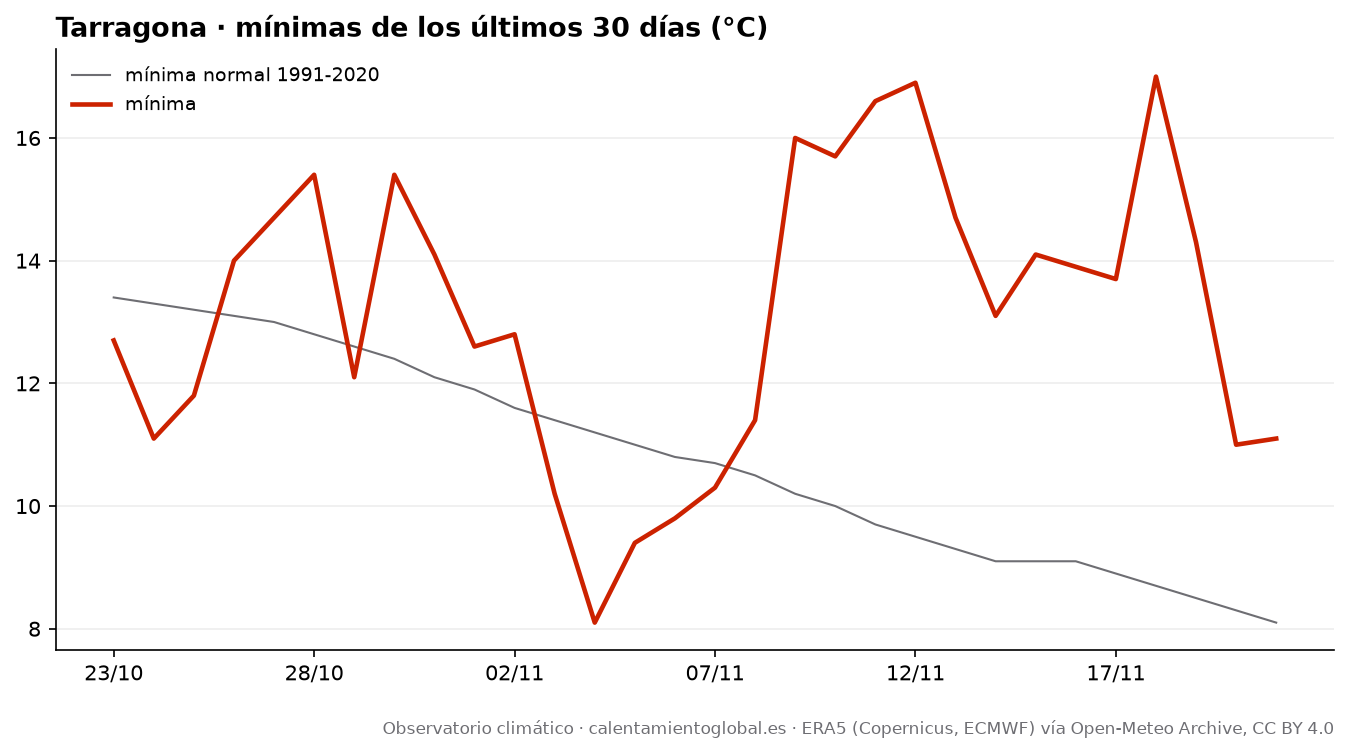 Tarragona · mínimas de los últimos 30 días (°C)
mínima normal 1991-2020
mínima
16
14
12
10
8
23/10
28/10
02/11
07/11
12/11
17/11
Observatorio climático · calentamientoglobal.es · ERA5 (Copernicus, ECMWF) vía Open-Meteo Archive, CC BY 4.0